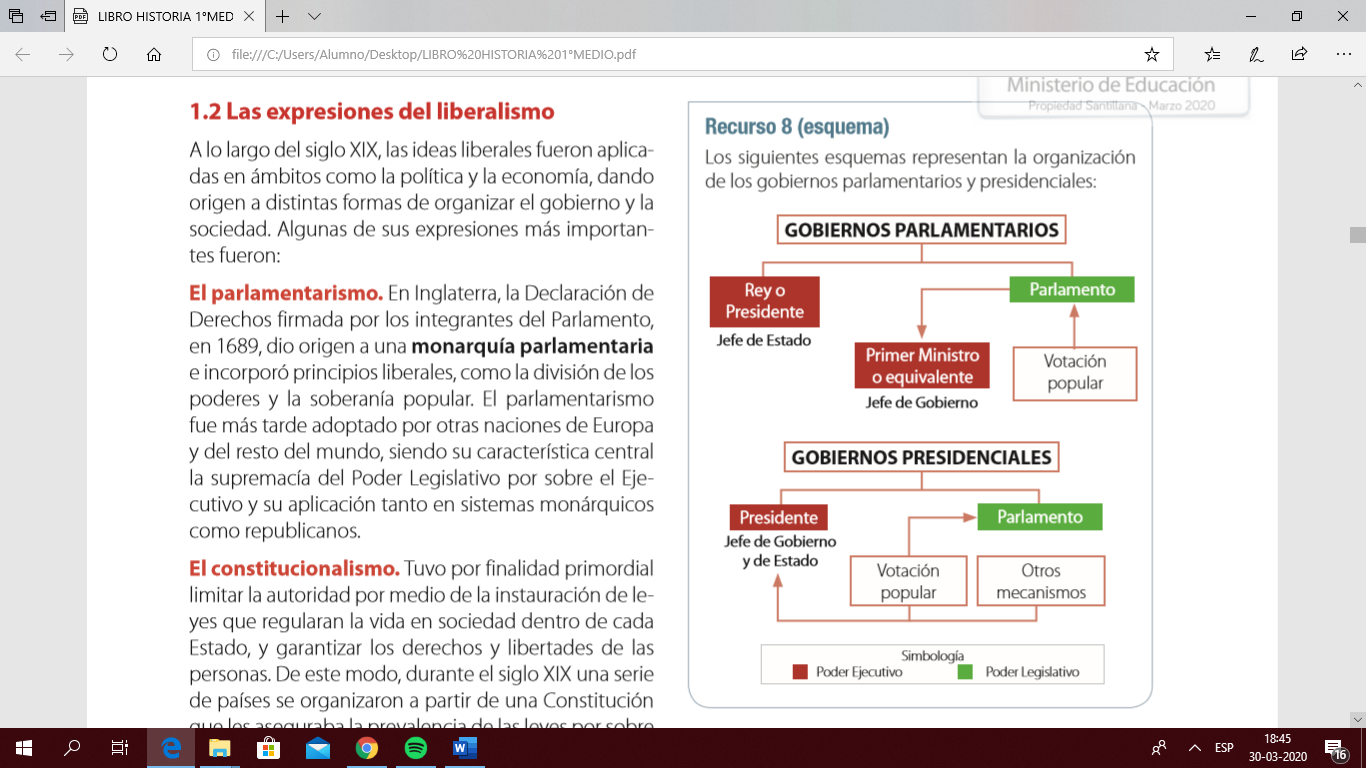 LIBRO HISTORIA 1°MED
file:///C:/Users/Alumno/Desktop/LIBRO%20HISTORIA%201°MEDIO.pdf
1.2 Las expresiones del liberalismo
A lo largo del siglo XIX, las ideas liberales fueron aplica-
das en ámbitos como la política y la economía, dando
origen a distintas formas de organizar el gobierno y la
sociedad. Algunas de sus expresiones más importan-
tes fueron:
El parlamentarismo. En Inglaterra, la Declaración de
Derechos firmada por los integrantes del Parlamento,
en 1689, dio origen a una monarquía parlamentaria
e incorporó principios liberales, como la división de los
poderes y la soberanía popular. El parlamentarismo
fue más tarde adoptado por otras naciones de Europa
y del resto del mundo, siendo su característica central
la supremacía del Poder Legislativo por sobre el Eje-
cutivo y su aplicación tanto en sistemas monárquicos
como republicanos.
El constitucionalismo. Tuvo por finalidad primordial
limitar la autoridad por medio de la instauración de le-
yes que regularan la vida en sociedad dentro de cada
Estado, y garantizar los derechos y libertades de las
personas. De este modo, durante el siglo XIX una serie
de países se organizaron a partir de una Constitución
que les aseguraba la prevalencia de las leyes por sobre
Ministerio de Educación
Propiedad Santillana - Marzo 2020
Recurso 8 (esquema)
Los siguientes esquemas representan la organización
de los gobiernos parlamentarios y presidenciales:
GOBIERNOS PARLAMENTARIOS
Rey o
Presidente
Jefe de Estado
Parlamento
Primer Ministro
o equivalente
Jefe de Gobierno
Votación
popular
GOBIERNOS PRESIDENCIALES
Presidente
Jefe de Gobierno
y de Estado
Parlamento
Votación
popular
Otros
mecanismos
Simbología
Poder Ejecutivo
Poder Legislativo
ESP
18:45
30-03-2020
16